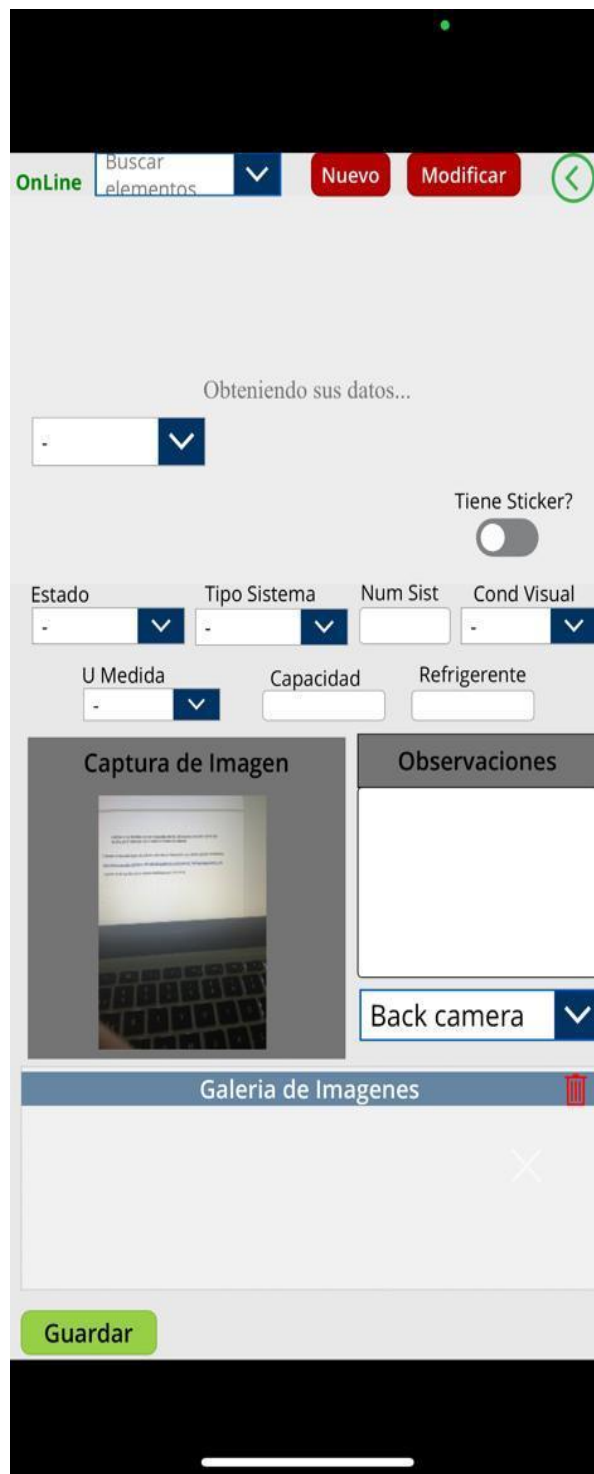 OnLine
Buscar
elementos
Nuevo
Modificar
Obteniendo sus datos...
-
Tiene Sticker?
Estado
Tipo Sistema
Num Sist
Cond Visual
-
-
-
U Medida
Capacidad
Refrigerente
-
Captura de Imagen
Observaciones
Back camera
Galeria de Imagenes
Guardar